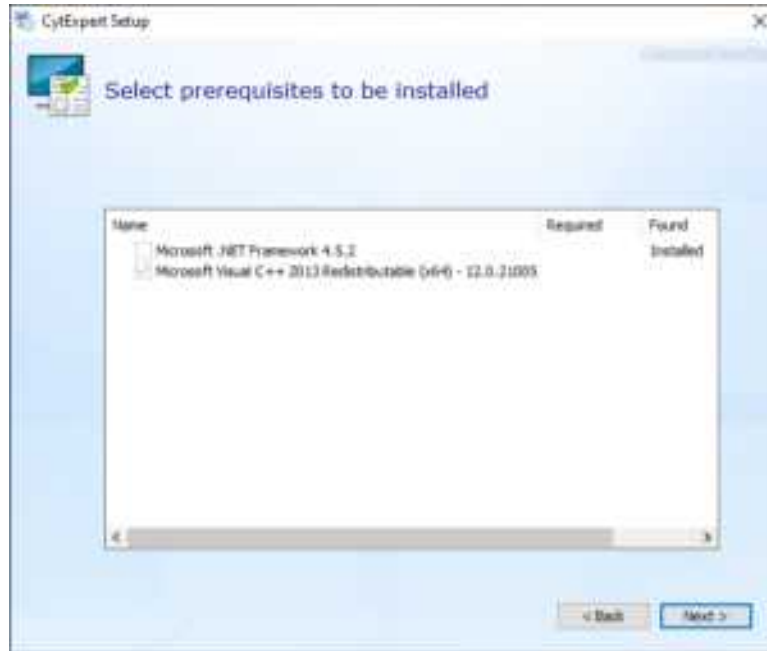 CytExpert Setup
Select prerequisites to be installed
Name Required Found
Microsoft .NET Framework 4.5.2 Installed
Microsoft Visual C++ 2013 Redistributable (x64) - 12.0.21005
< Back Next >